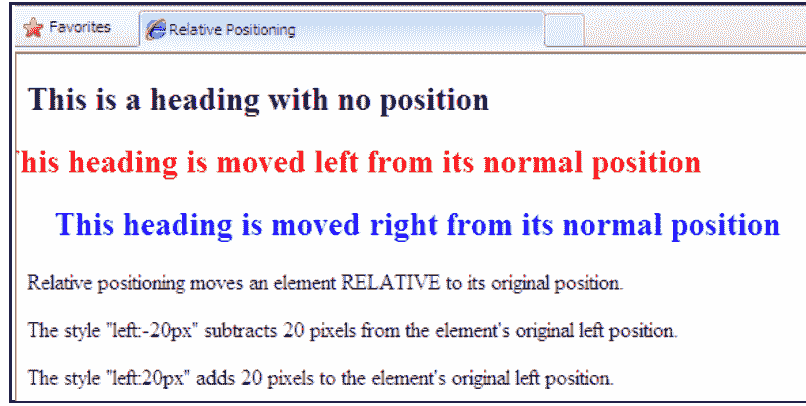 Favorites
Relative Positioning
This is a heading with no position
his heading is moved left from its normal position
This heading is moved right from its normal position
Relative positioning moves an element RELATIVE to its original position.
The style "left:-20px" subtracts 20 pixels from the element's original left position.
The style "left:20px" adds 20 pixels to the element's original left position.